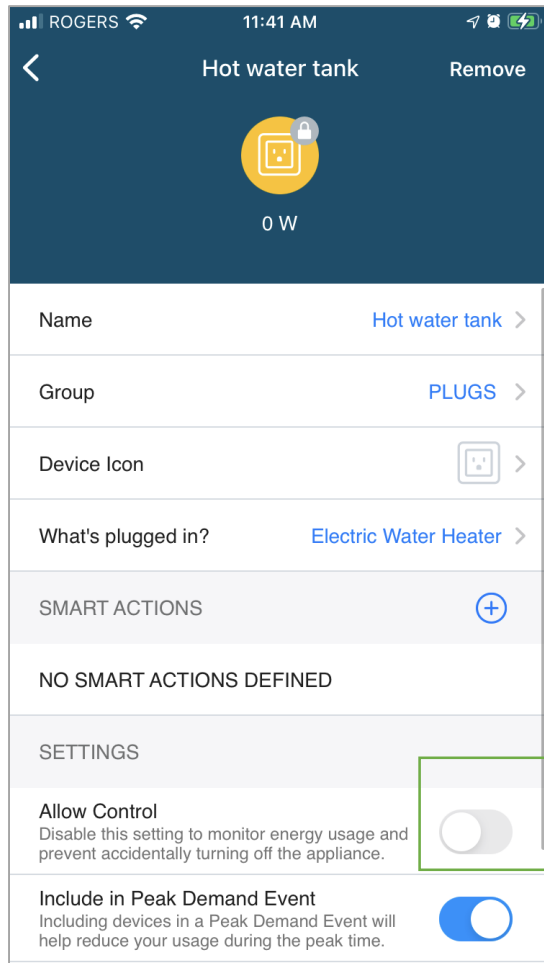 ROGERS 11:41 AM
Hot water tank Remove
0 W
Name Hot water tank
Group PLUGS
Device Icon
What's plugged in? Electric Water Heater
SMART ACTIONS
NO SMART ACTIONS DEFINED
SETTINGS
Allow Control
Disable this setting to monitor energy usage and
prevent accidentally turning off the appliance.
Include in Peak Demand Event
Including devices in a Peak Demand Event will
help reduce your usage during the peak time.